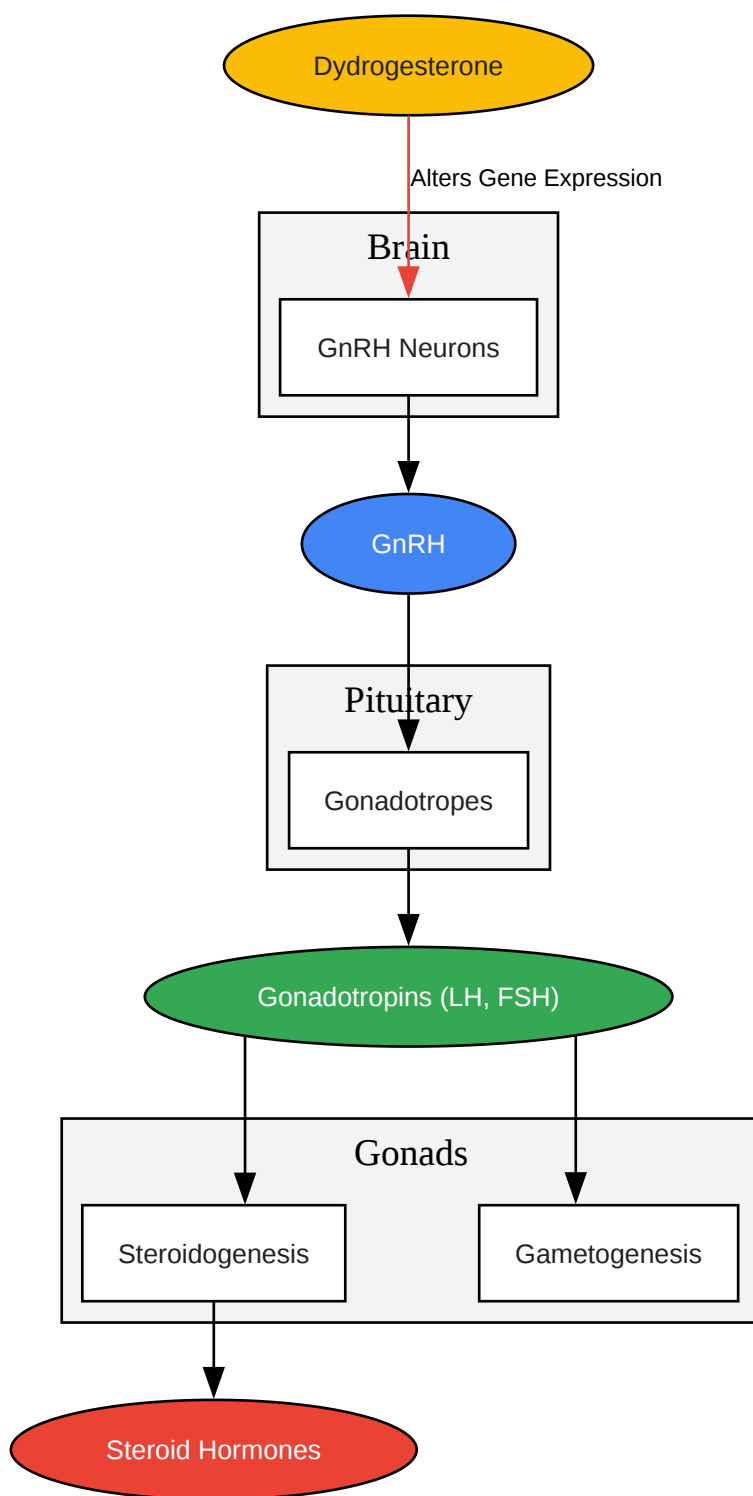 Dydrogesterone
Alters Gene Expression
Brain
GnRH Neurons
GnRH
Pituitary
Gonadotropes
Gonadotropins (LH, FSH)
Gonads
Steroidogenesis
Gametogenesis
Steroid Hormones